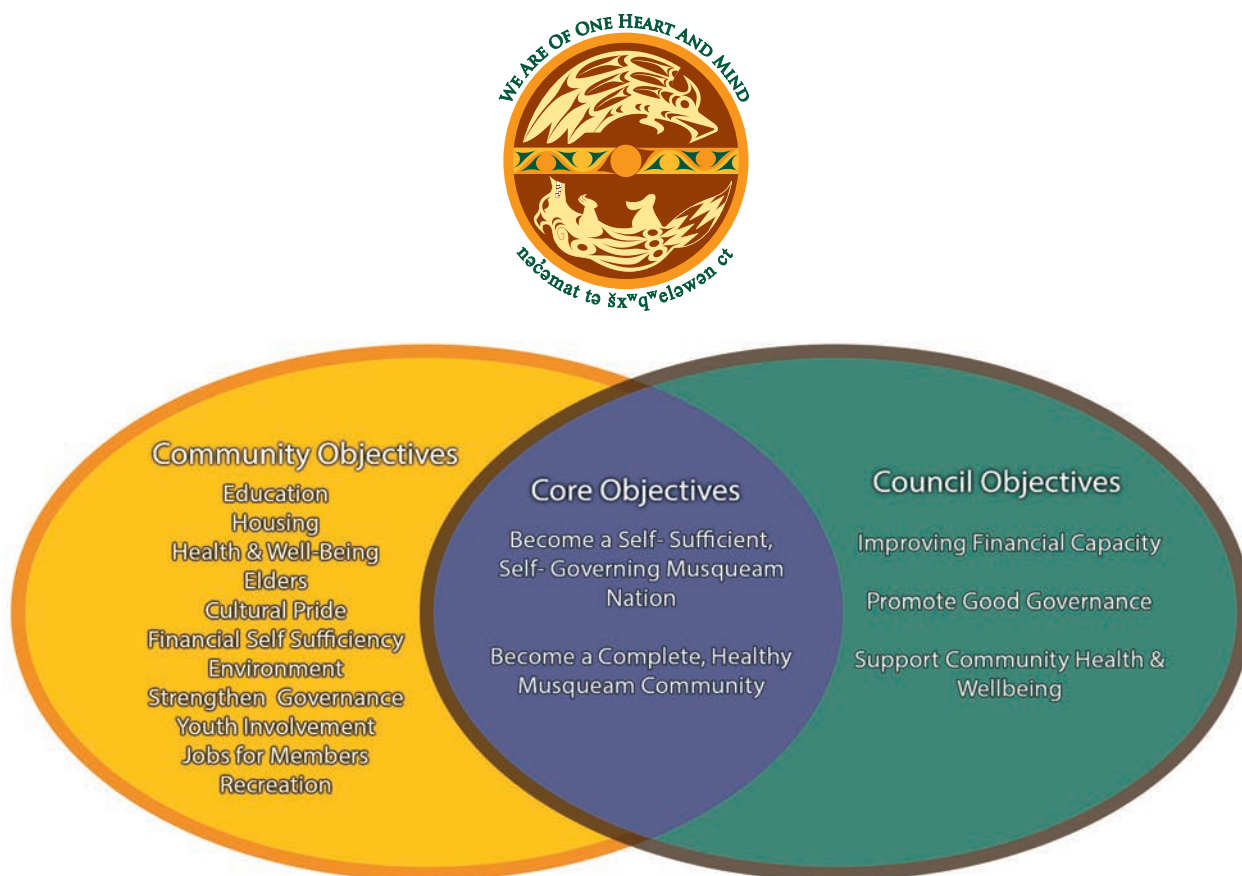 WE ARE OF ONE HEART AND MIND
nəc̓əmat tə šxʷqʷeləwən ct
Community Objectives
Education
Housing
Health & Well-Being
Elders
Cultural Pride
Financial Self Sufficiency
Environment
Strengthen Governance
Youth Involvement
Jobs for Members
Recreation
Core Objectives
Become a Self- Sufficient,
Self- Governing Musqueam
Nation
Become a Complete, Healthy
Musqueam Community
Council Objectives
Improving Financial Capacity
Promote Good Governance
Support Community Health &
Wellbeing